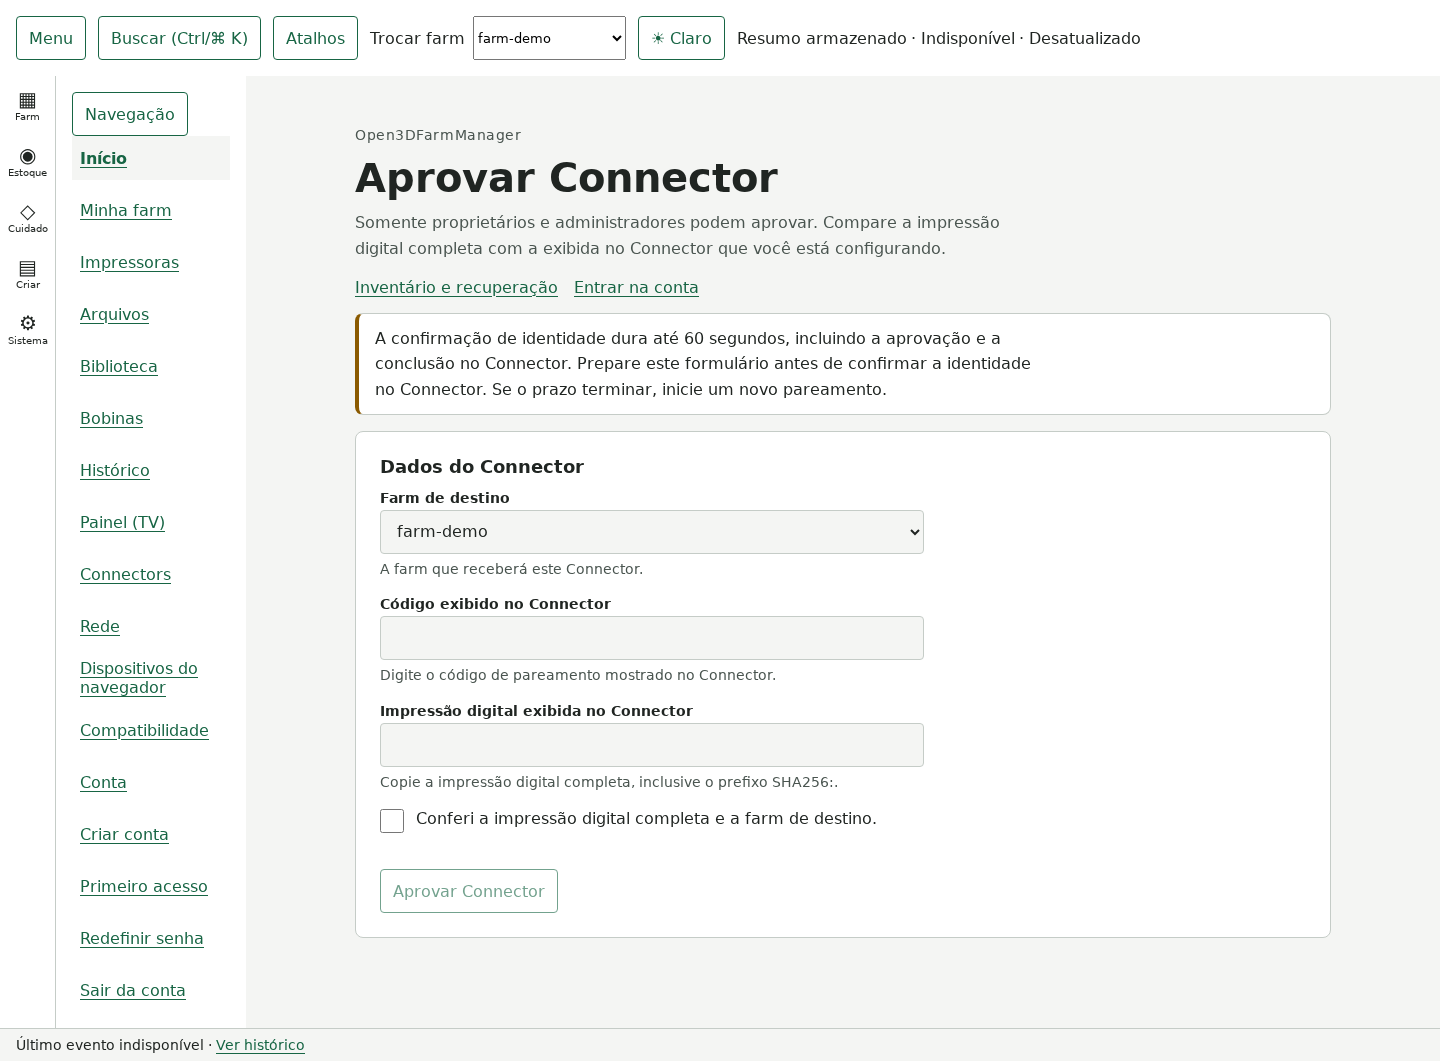 Menu
Buscar (Ctrl/⌘ K)
Atalhos
Trocar farm
farm-demo
☀ Claro
Resumo armazenado · Indisponível · Desatualizado
Farm
Estoque
Cuidado
Criar
Sistema
Navegação
Início
Minha farm
Impressoras
Arquivos
Biblioteca
Bobinas
Histórico
Painel (TV)
Connectors
Rede
Dispositivos do
navegador
Compatibilidade
Conta
Criar conta
Primeiro acesso
Redefinir senha
Sair da conta
Open3DFarmManager
Aprovar Connector
Somente proprietários e administradores podem aprovar. Compare a impressão
digital completa com a exibida no Connector que você está configurando.
Inventário e recuperação
Entrar na conta
A confirmação de identidade dura até 60 segundos, incluindo a aprovação e a
conclusão no Connector. Prepare este formulário antes de confirmar a identidade
no Connector. Se o prazo terminar, inicie um novo pareamento.
Dados do Connector
Farm de destino
farm-demo
A farm que receberá este Connector.
Código exibido no Connector
Digite o código de pareamento mostrado no Connector.
Impressão digital exibida no Connector
Copie a impressão digital completa, inclusive o prefixo SHA256:.
Conferi a impressão digital completa e a farm de destino.
Aprovar Connector
Último evento indisponível · Ver histórico